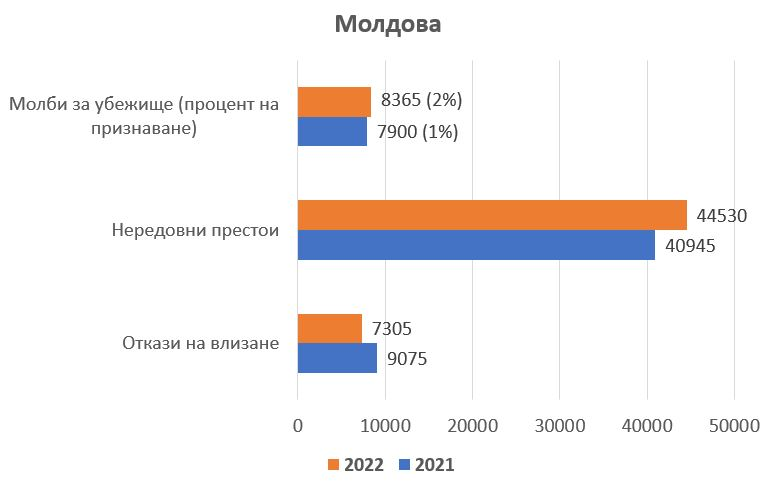 Молдова
Молби за убежище (процент на
признаване)
8365 (2%)
7900 (1%)
Нередовни престои
44530
40945
Откази на влизане
7305
9075
0 10000 20000 30000 40000 50000
2022 2021